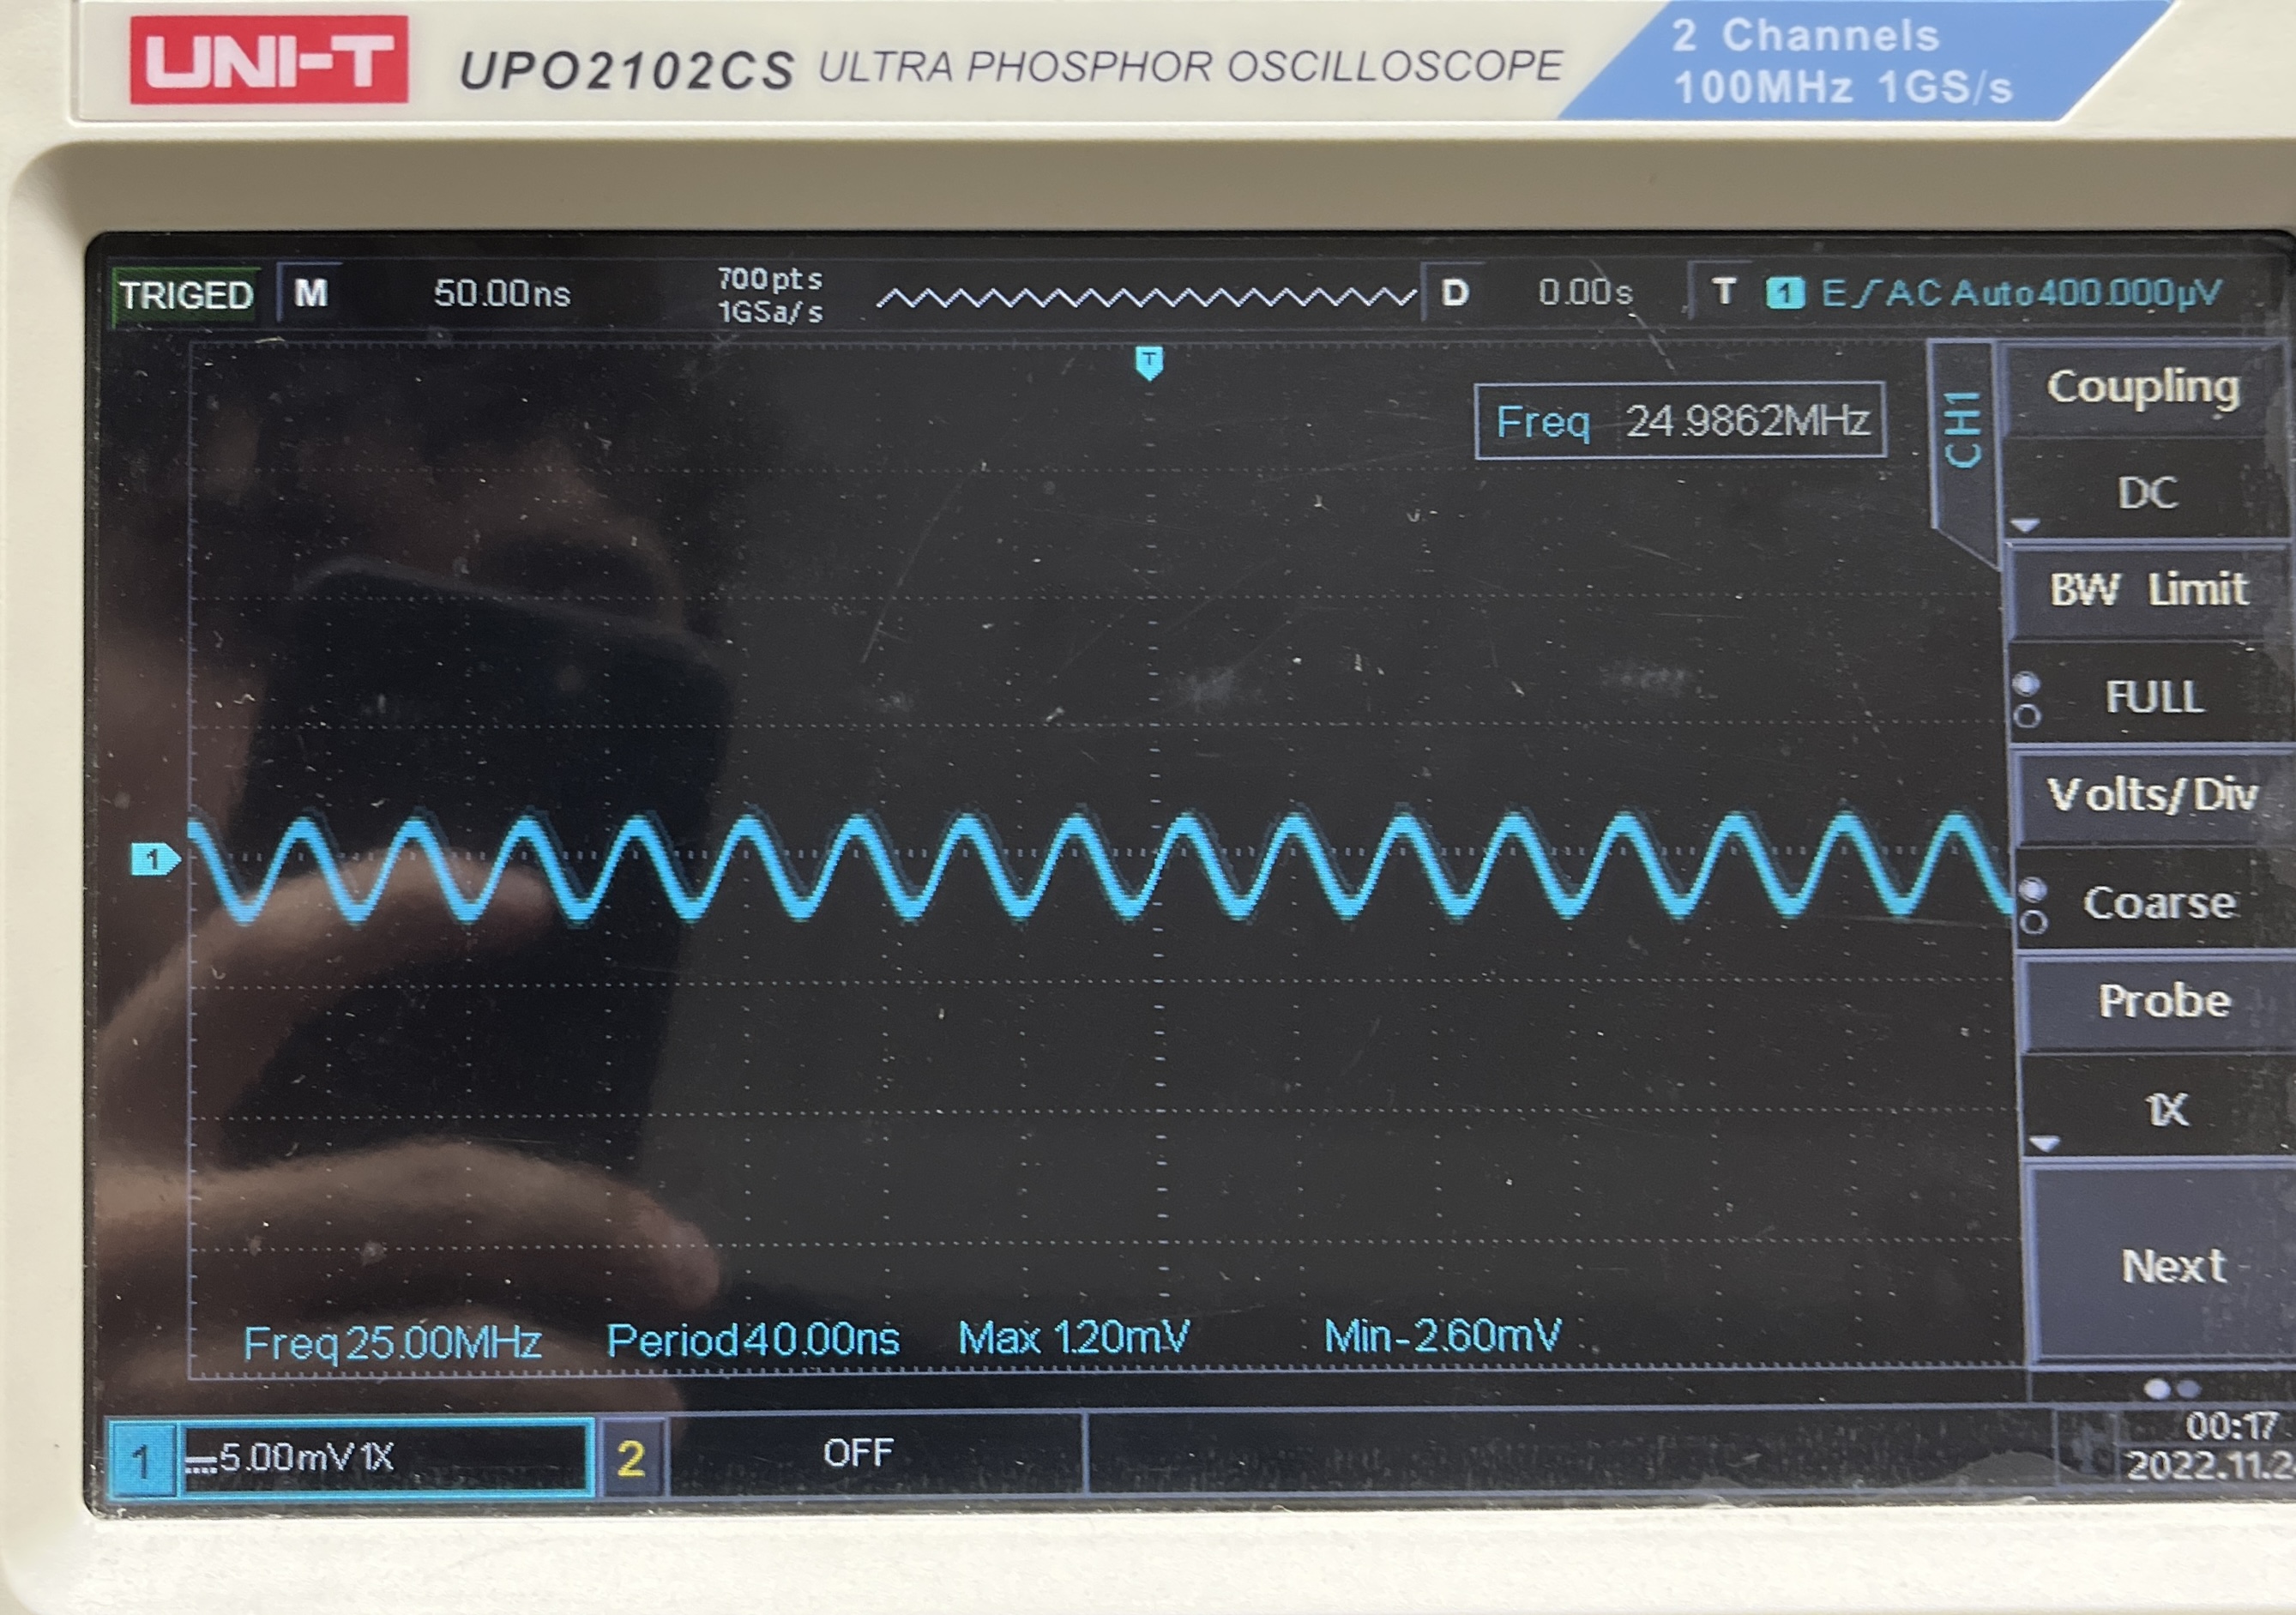 UNI-T UPO2102CS ULTRA PHOSPHOR OSCILLOSCOPE
2 Channels
100MHz 1GS/s
TRIGED M 50.00ns
700pts
1GSa/s
D 0.00s T 1 E AC Auto 400.000μV
T
Freq 24.9862MHz
CH1
Coupling
DC
BW Limit
FULL
Volts/Div
Coarse
Probe
1X
Next
1
Freq 25.00MHz Period 40.00ns Max 1.20mV Min -2.60mV
1 5.00mV 1X 2 OFF
00:17
2022.11.2